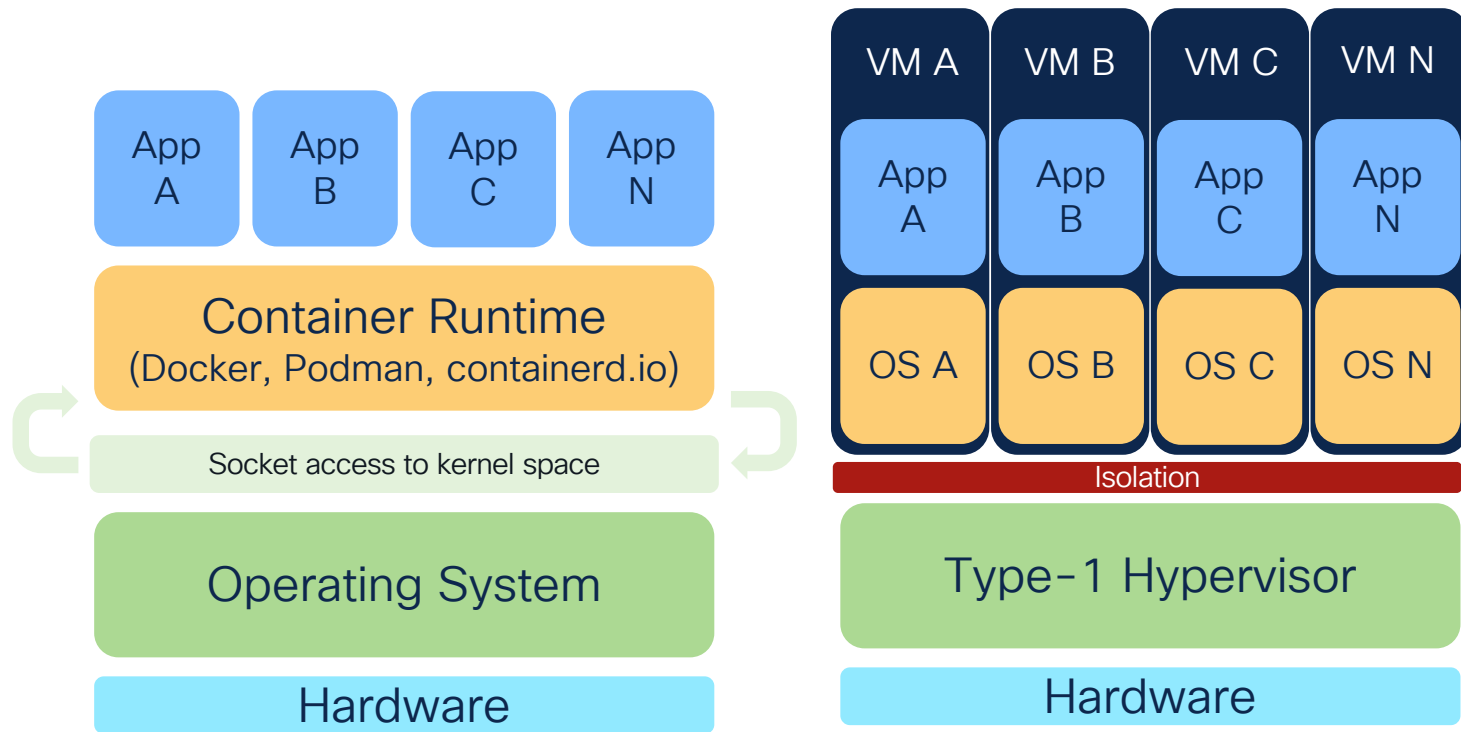 App
A
App
B
App
C
App
N
Container Runtime
(Docker, Podman, containerd.io)
Socket access to kernel space
Operating System
Hardware
VM A
VM B
VM C
VM N
App
A
App
B
App
C
App
N
OS A
OS B
OS C
OS N
Isolation
Type-1 Hypervisor
Hardware